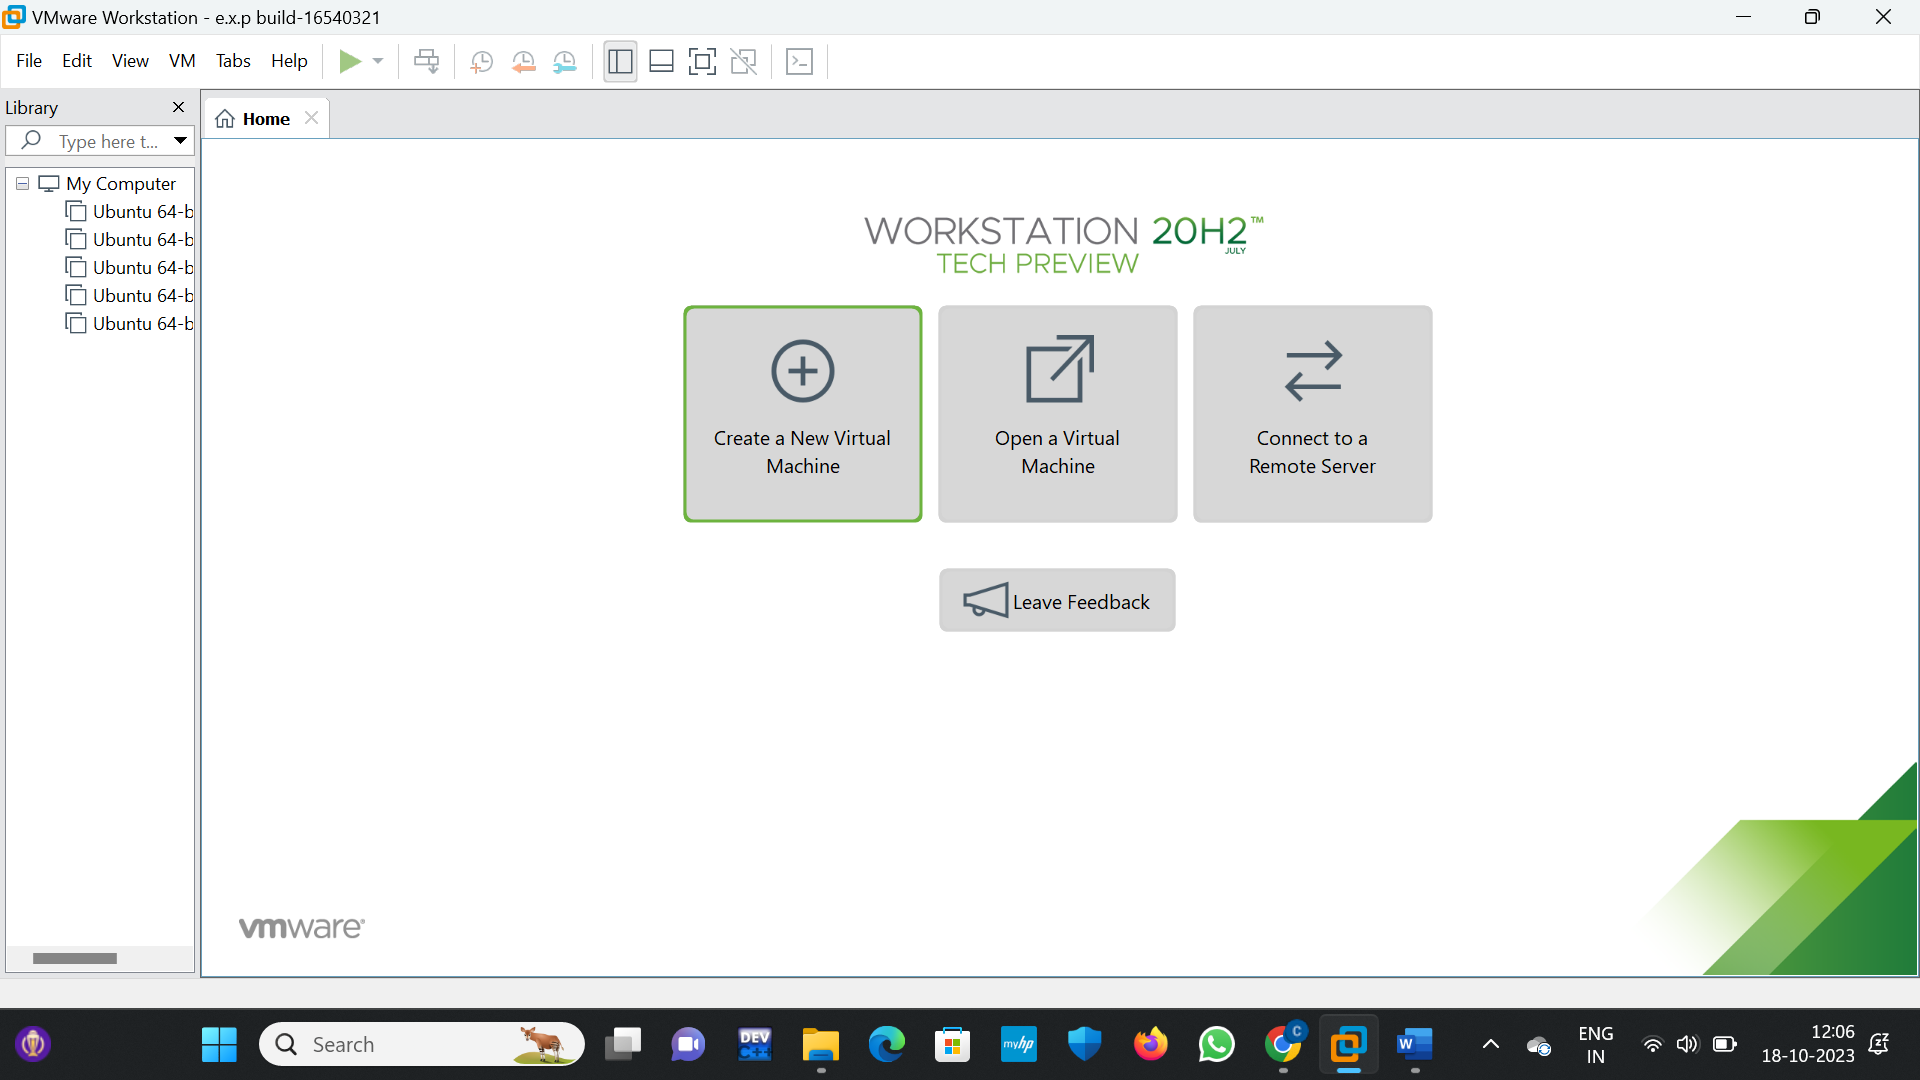 VMware Workstation - e.x.p build-16540321
File Edit View VM Tabs Help
Library
Home
Type here t...
My Computer
Ubuntu 64-b
Ubuntu 64-b
Ubuntu 64-b
Ubuntu 64-b
Ubuntu 64-b
WORKSTATION 20H2™
JULY
TECH PREVIEW
Create a New Virtual
Machine
Open a Virtual
Machine
Connect to a
Remote Server
Leave Feedback
vmware®
Search
DEV
C++
myhp
C
W
ENG
IN
12:06
18-10-2023